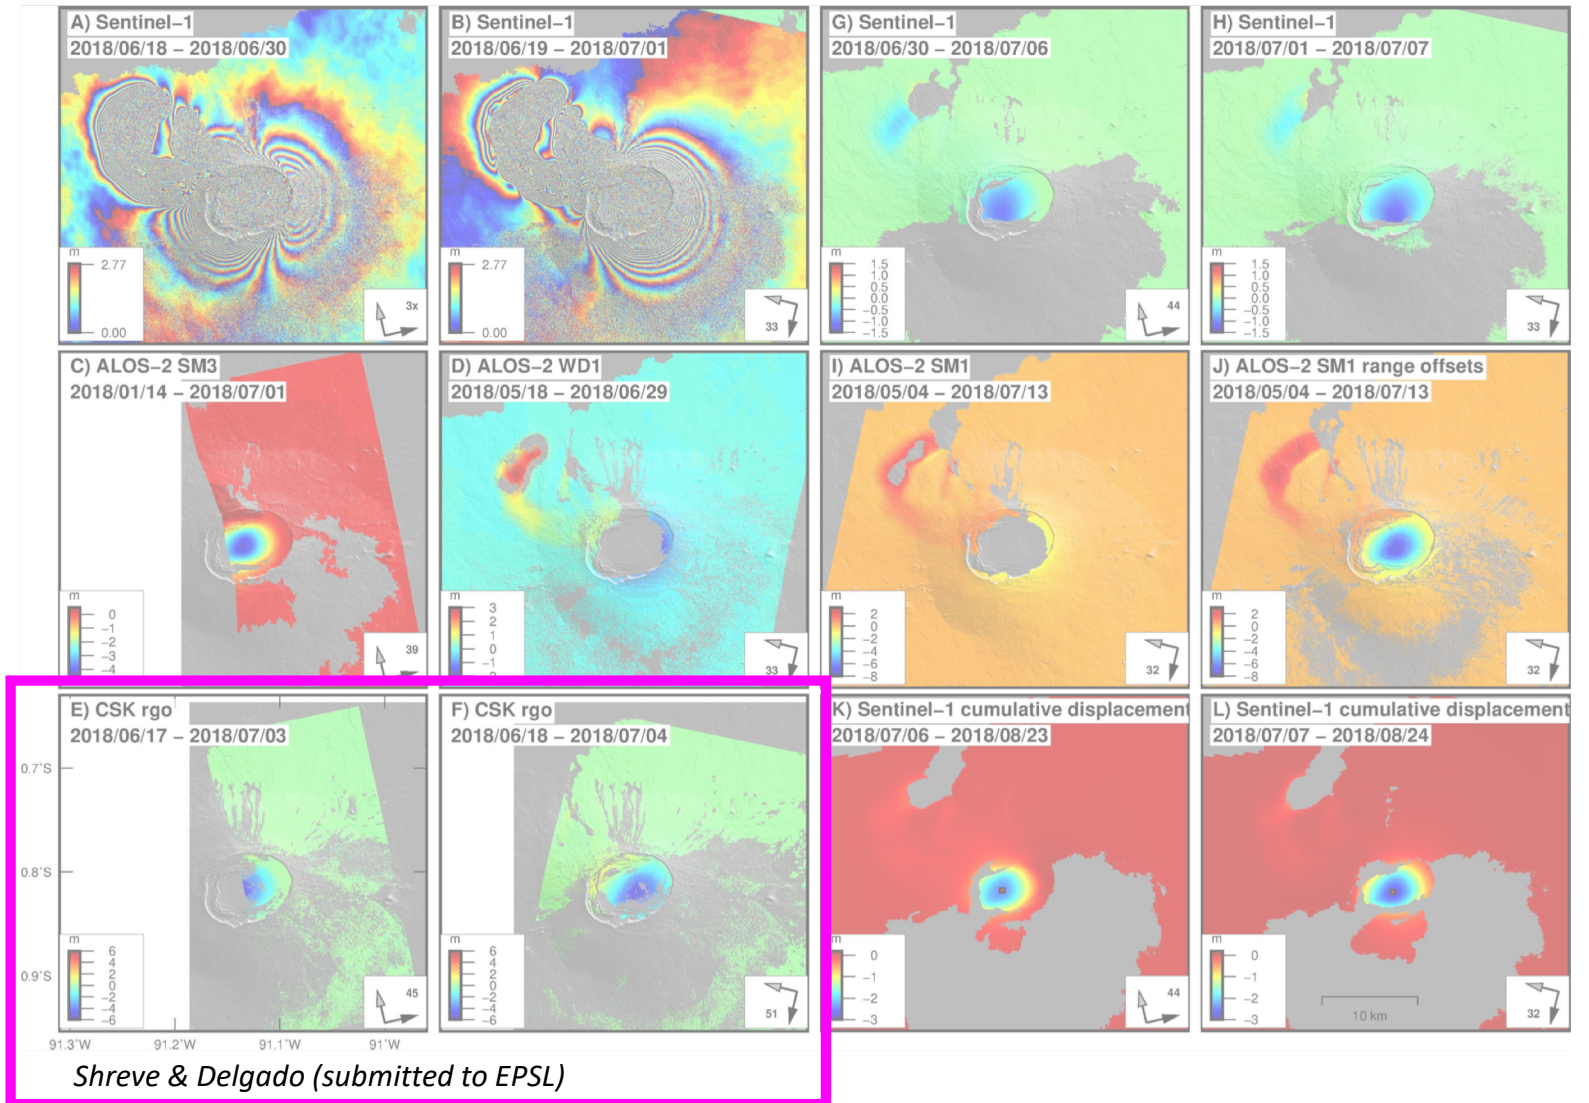 A) Sentinel−1
2018/06/18 − 2018/06/30
m
2.77
0.00
B) Sentinel−1
2018/06/19 − 2018/07/01
m
2.77
0.00
33
G) Sentinel−1
2018/06/30 − 2018/07/06
m
1.5
1.0
0.5
0.0
−0.5
−1.0
−1.5
44
H) Sentinel−1
2018/07/01 − 2018/07/07
m
1.5
1.0
0.5
0.0
−0.5
−1.0
−1.5
33
C) ALOS−2 SM3
2018/01/14 − 2018/07/01
m
0
−1
−2
−3
−4
39
D) ALOS−2 WD1
2018/05/18 − 2018/06/29
m
3
2
1
0
−1
33
I) ALOS−2 SM1
2018/05/04 − 2018/07/13
m
2
0
−2
−4
−6
−8
32
J) ALOS−2 SM1 range offsets
2018/05/04 − 2018/07/13
m
2
0
−2
−4
−6
−8
32
E) CSK rgo
2018/06/17 − 2018/07/03
0.7°S
0.8°S
0.9°S
m
6
4
2
0
−2
−4
−6
45
91.3°W
91.2°W
91.1°W
91°W
F) CSK rgo
2018/06/18 − 2018/07/04
m
6
4
2
0
−2
−4
−6
51
K) Sentinel−1 cumulative displacement
2018/07/06 − 2018/08/23
m
0
−1
−2
−3
44
L) Sentinel−1 cumulative displacement
2018/07/07 − 2018/08/24
m
0
−1
−2
−3
10 km
32
Shreve & Delgado (submitted to EPSL)